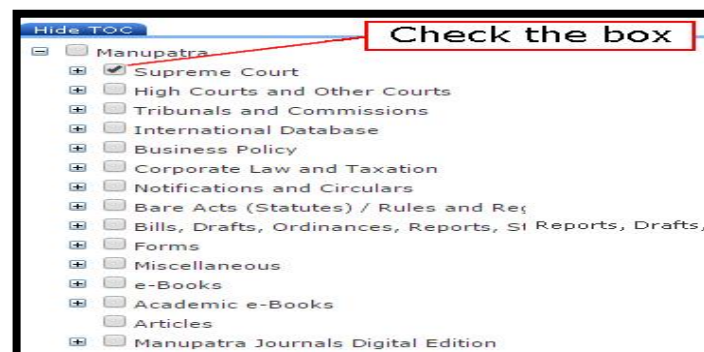 Hide TOC
Check the box
Manupatra
Supreme Court
High Courts and Other Courts
Tribunals and Commissions
International Database
Business Policy
Corporate Law and Taxation
Notifications and Circulars
Bare Acts (Statutes) / Rules and Reg
Bills, Drafts, Ordinances, Reports, St Reports, Drafts,
Forms
Miscellaneous
e-Books
Academic e-Books
Articles
Manupatra Journals Digital Edition